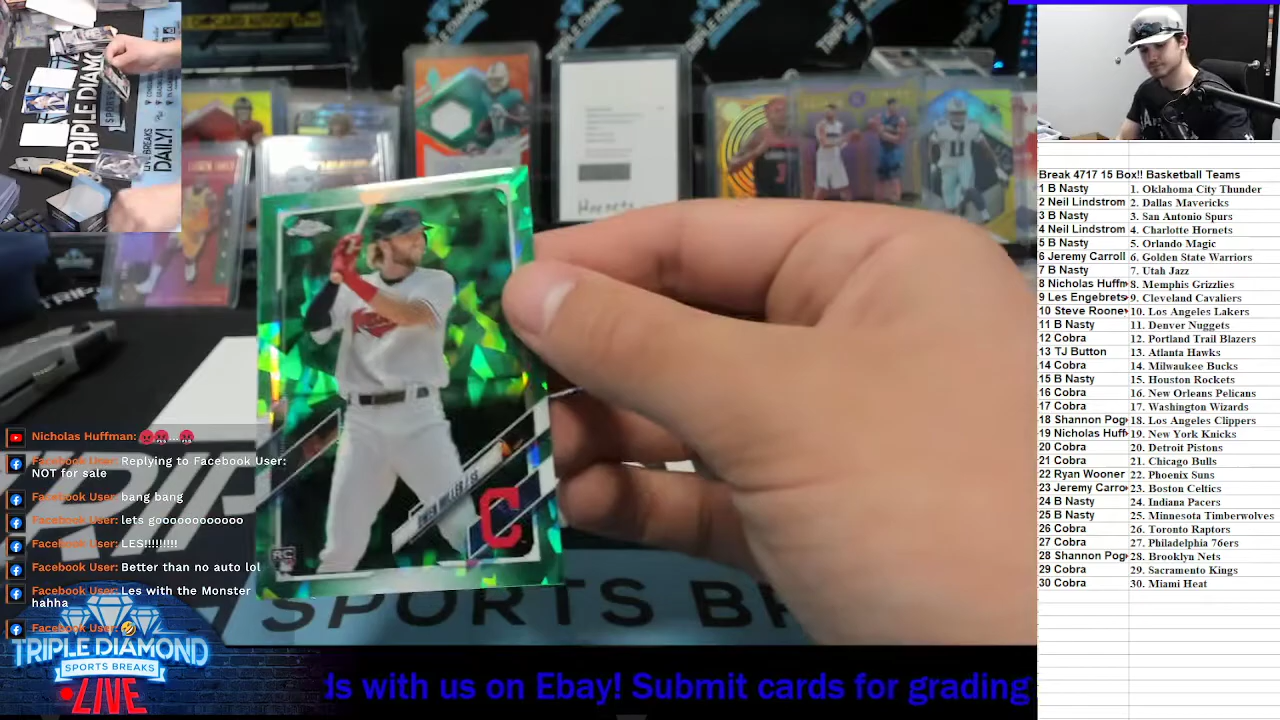 TRIPLE DIAMOND
SPORTS BREAKS
LIVE BREAKS
DAILY!
TRIPLE DIAMOND
Hornets
RC
C
11
SPORTS BREA
Nicholas Huffman:
Facebook User: Replying to Facebook User:
NOT for sale
Facebook User: bang bang
Facebook User: lets gooooooooooo
Facebook User: LES!!!!!!!!!
Facebook User: Better than no auto lol
Facebook User: Les with the Monster
hahha
Facebook User:
TRIPLE DIAMOND
SPORTS BREAKS
LIVE
ds with us on Ebay! Submit cards for grading
Break 4717 15 Box!! Basketball Teams
1 B Nasty 1. Oklahoma City Thunder
2 Neil Lindstrom 2. Dallas Mavericks
3 B Nasty 3. San Antonio Spurs
4 Neil Lindstrom 4. Charlotte Hornets
5 B Nasty 5. Orlando Magic
6 Jeremy Carroll 6. Golden State Warriors
7 B Nasty 7. Utah Jazz
8 Nicholas Huffm 8. Memphis Grizzlies
9 Les Engebrets 9. Cleveland Cavaliers
10 Steve Roone 10. Los Angeles Lakers
11 B Nasty 11. Denver Nuggets
12 Cobra 12. Portland Trail Blazers
13 TJ Button 13. Atlanta Hawks
14 Cobra 14. Milwaukee Bucks
15 B Nasty 15. Houston Rockets
16 Cobra 16. New Orleans Pelicans
17 Cobra 17. Washington Wizards
18 Shannon Pog 18. Los Angeles Clippers
19 Nicholas Huff 19. New York Knicks
20 Cobra 20. Detroit Pistons
21 Cobra 21. Chicago Bulls
22 Ryan Wooner 22. Phoenix Suns
23 Jeremy Carro 23. Boston Celtics
24 B Nasty 24. Indiana Pacers
25 B Nasty 25. Minnesota Timberwolves
26 Cobra 26. Toronto Raptors
27 Cobra 27. Philadelphia 76ers
28 Shannon Pog 28. Brooklyn Nets
29 Cobra 29. Sacramento Kings
30 Cobra 30. Miami Heat